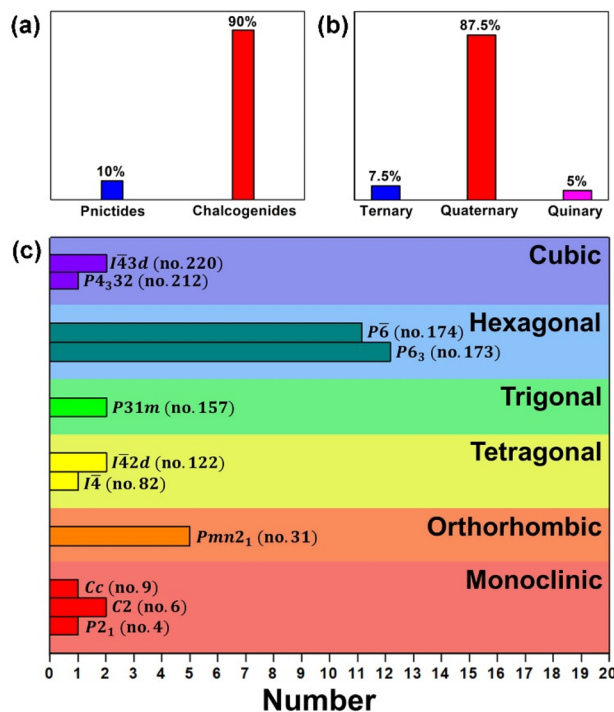 (a)
90%
10%
Pnictides Chalcogenides
(b)
87.5%
7.5%
5%
Ternary Quaternary Quinary
(c)
Cubic
I4̅3d (no.220)
P4₃32 (no.212)
Hexagonal
P6̅ (no.174)
P6₃ (no.173)
Trigonal
P31m (no.157)
Tetragonal
I4̅2d (no.122)
I4̅ (no.82)
Orthorhombic
Pmn2₁ (no.31)
Monoclinic
Cc (no.9)
C2 (no.6)
P2₁ (no.4)
0 1 2 3 4 5 6 7 8 9 10 11 12 13 14 15 16 17 18 19 20
Number